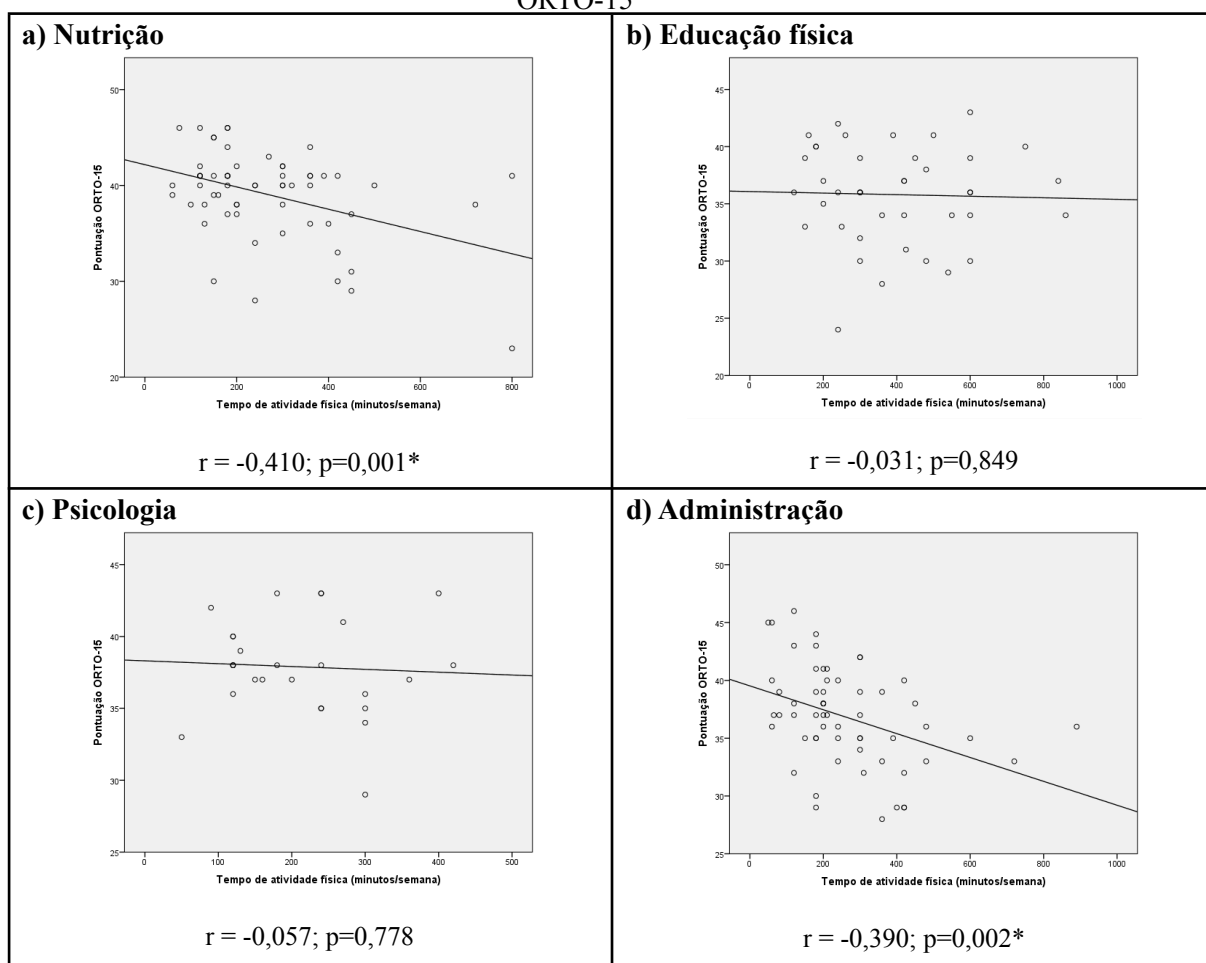 ORTO-15
a) Nutrição
50
40
30
20
Pontuação ORTO-15
0 200 400 600 800
Tempo de atividade física (minutos/semana)
r = -0,410; p=0,001*
b) Educação física
45
40
35
30
25
20
Pontuação ORTO-15
0 200 400 600 800 1000
Tempo de atividade física (minutos/semana)
r = -0,031; p=0,849
c) Psicologia
45
40
35
30
25
Pontuação ORTO-15
0 100 200 300 400 500
Tempo de atividade física (minutos/semana)
r = -0,057; p=0,778
d) Administração
50
45
40
35
30
25
Pontuação ORTO-15
0 200 400 600 800 1000
Tempo de atividade física (minutos/semana)
r = -0,390; p=0,002*